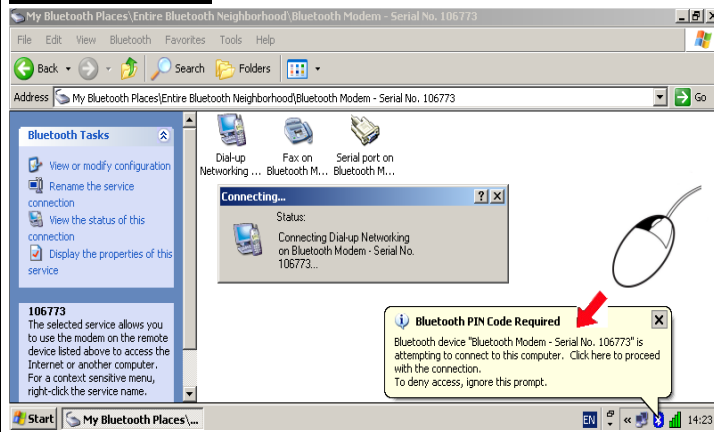 My Bluetooth Places\Entire Bluetooth Neighborhood\Bluetooth Modem - Serial No. 106773
File Edit View Bluetooth Favorites Tools Help
Back Search Folders
Address My Bluetooth Places\Entire Bluetooth Neighborhood\Bluetooth Modem - Serial No. 106773 Go
Bluetooth Tasks
View or modify configuration
Rename the service
connection
View the status of this
connection
Display the properties of this
service
106773
The selected service allows you
to use the modem on the remote
device listed above to access the
Internet or another computer.
For a context sensitive menu,
right-click the service name.
Dial-up
Networking ...
Fax on
Bluetooth M...
Serial port on
Bluetooth M...
Connecting...
Status:
Connecting Dial-up Networking
on Bluetooth Modem - Serial No.
106773...
Bluetooth PIN Code Required
Bluetooth device "Bluetooth Modem - Serial No. 106773" is
attempting to connect to this computer. Click here to proceed
with the connection.
To deny access, ignore this prompt.
Start My Bluetooth Places\... EN 14:23